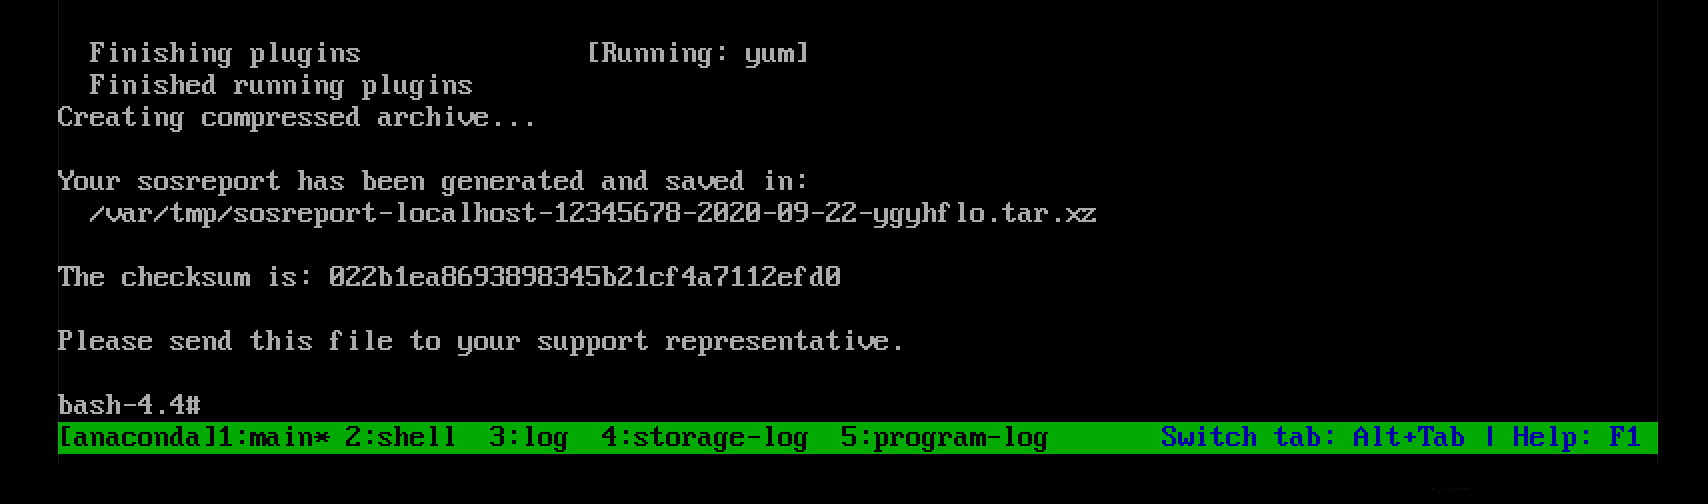 Finishing plugins [Running: yum]
Finished running plugins
Creating compressed archive...
Your sosreport has been generated and saved in:
/var/tmp/sosreport-localhost-12345678-2020-09-22-ygyhflo.tar.xz
The checksum is: 022b1ea8693898345b21cf4a7112efd0
Please send this file to your support representative.
bash-4.4#
[anaconda]1:main* 2:shell 3:log 4:storage-log 5:program-log Switch tab: Alt+Tab | Help: F1